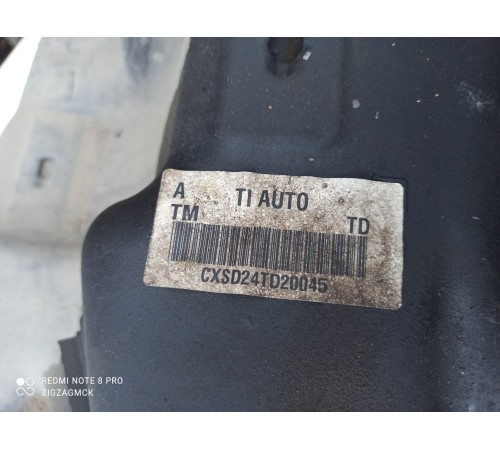 A TI AUTO
TM TD
CXSD24TD20045
REDMI NOTE 8 PRO
ZIGZAGMCK